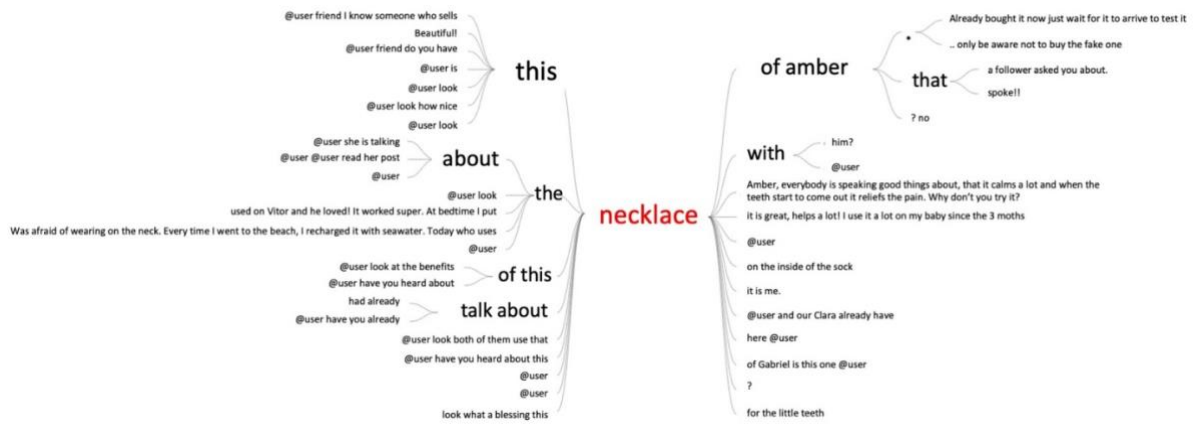 @user friend I know someone who sells
Beautiful!
@user friend do you have
@user is
@user look
@user look how nice
@user look
this
@user she is talking
@user @user read her post
@user
about
@user look
used on Vitor and he loved! It worked super. At bedtime I put
Was afraid of wearing on the neck. Every time I went to the beach, I recharged it with seawater. Today who uses
@user
the
@user look at the benefits
@user have you heard about
of this
had already
@user have you already
talk about
@user look both of them use that
@user have you heard about this
@user
@user
look what a blessing this
necklace
of amber
.
Already bought it now just wait for it to arrive to test it
.. only be aware not to buy the fake one
that
a follower asked you about.
spoke!!
? no
with
. him?
@user
Amber, everybody is speaking good things about, that it calms a lot and when the
teeth start to come out it reliefs the pain. Why don't you try it?
it is great, helps a lot! I use it a lot on my baby since the 3 moths
@user
on the inside of the sock
it is me.
@user and our Clara already have
here @user
of Gabriel is this one @user
?
for the little teeth